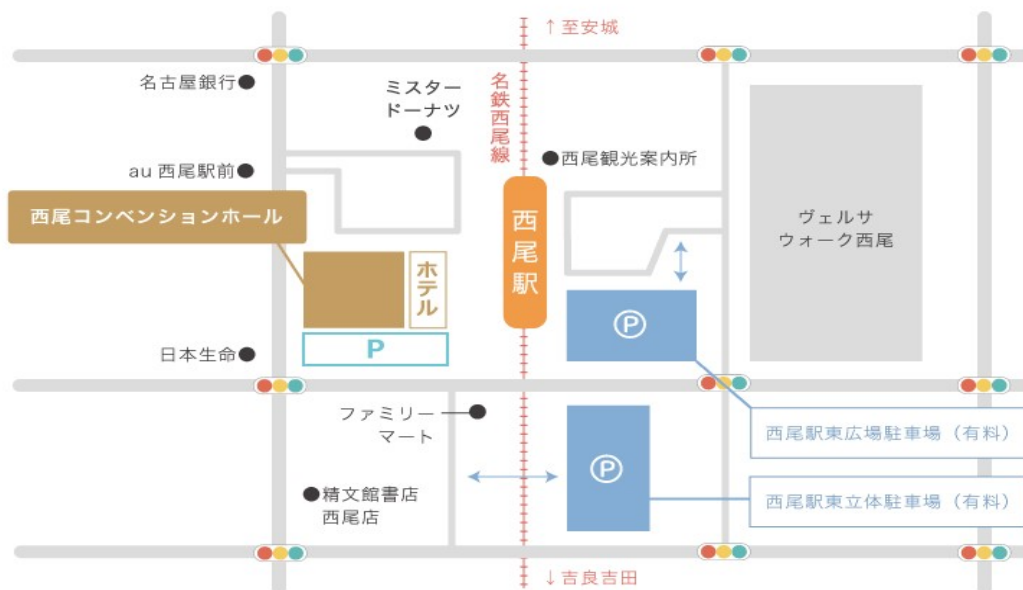 ↑至安城
名古屋銀行
ミスター
ドーナツ
名鉄西尾線
西尾観光案内所
au 西尾駅前
西尾コンベンションホール
西尾駅
ヴェルサ
ウォーク西尾
ホテル
P
P
日本生命
ファミリー
マート
西尾駅東広場駐車場（有料）
P
精文館書店
西尾店
西尾駅東立体駐車場（有料）
↓吉良吉田